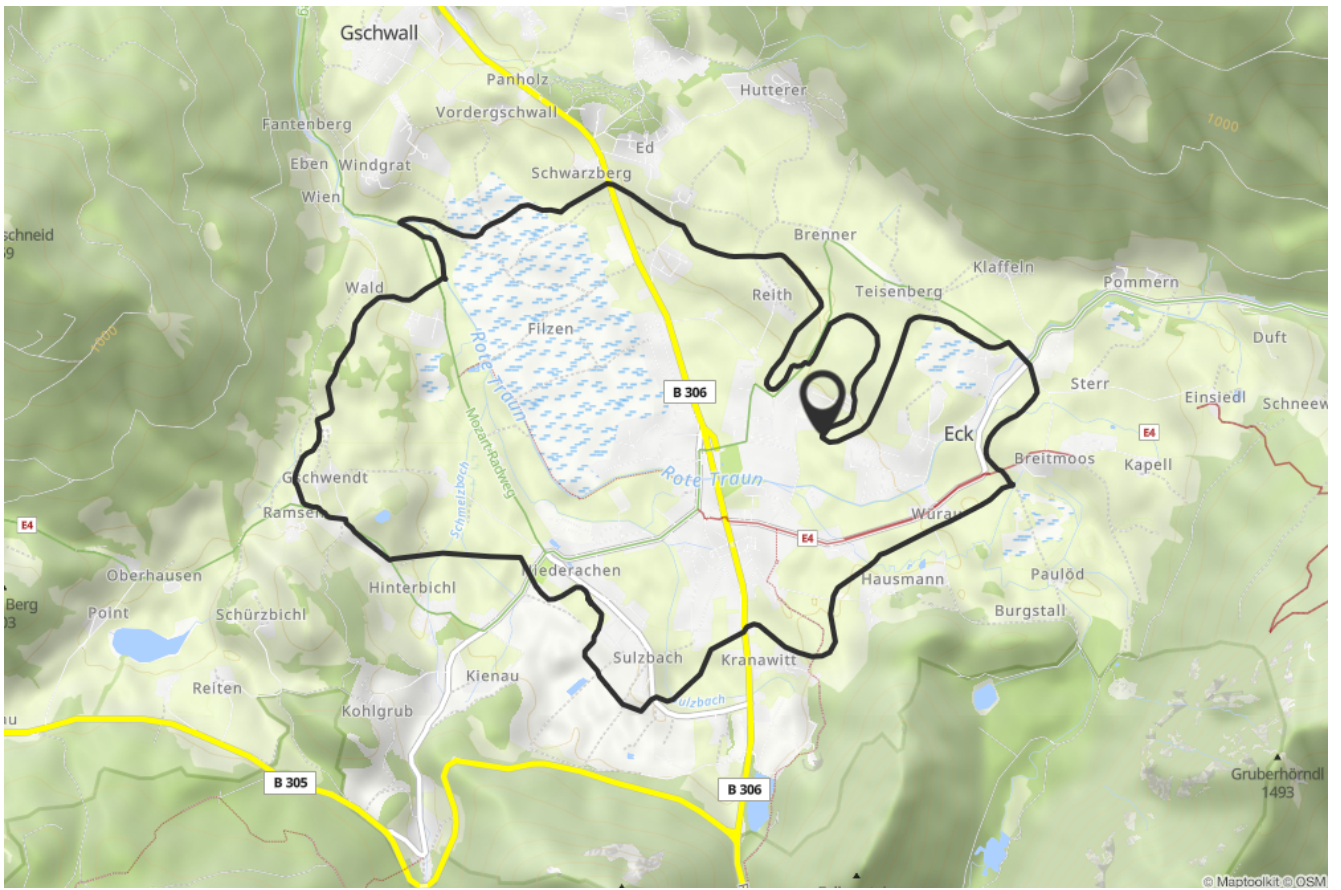 Gschwall
Panholz
Hutterer
Vordergschwall
Fantenberg
1000
Ed
Eben
Windgrat
Schwarzberg
Wien
schneid
Brenner
Klaffeln
Pommern
Wald
Reith
Teisenberg
Filzen
1000
Duft
Rote Traun
B 306
Sterr
Einsiedl
Schneew
Mozart-Radweg
Eck
E4
Breitmoos
Kapell
Gschwendt
Schmelzbach
Rote Traun
Ramsen
Würau
E4
E4
Oberhausen
Niederachen
Hinterbichl
Hausmann
Paulöd
Berg
Point
Schürzbichl
Burgstall
03
Sulzbach
Kranawitt
Reiten
Kienau
Kohlgrub
Sulzbach
B 305
B 306
Gruberhörndl
1493
© Maptoolkit © OSM